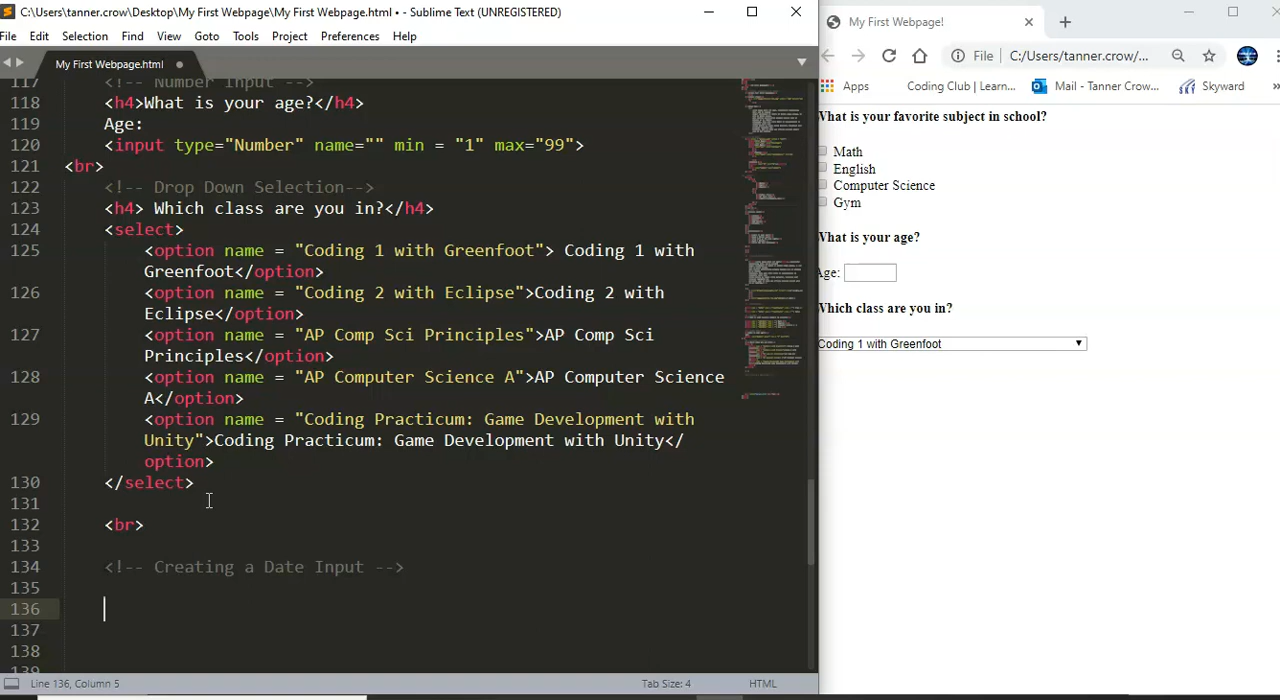 C:\Users\tanner.crow\Desktop\My First Webpage\My First Webpage.html • - Sublime Text (UNREGISTERED)
File Edit Selection Find View Goto Tools Project Preferences Help
My First Webpage.html
117 <!-- Number Input -->
118 <h4>What is your age?</h4>
119 Age:
120 <input type="Number" name="" min = "1" max="99">
121 <br>
122 <!-- Drop Down Selection-->
123 <h4> Which class are you in?</h4>
124 <select>
125 <option name = "Coding 1 with Greenfoot"> Coding 1 with
Greenfoot</option>
126 <option name = "Coding 2 with Eclipse">Coding 2 with
Eclipse</option>
127 <option name = "AP Comp Sci Principles">AP Comp Sci
Principles</option>
128 <option name = "AP Computer Science A">AP Computer Science
A</option>
129 <option name = "Coding Practicum: Game Development with
Unity">Coding Practicum: Game Development with Unity</
option>
130 </select>
131
132 <br>
133
134 <!-- Creating a Date Input -->
135
136
137
138
139
Line 136, Column 5 Tab Size: 4 HTML
My First Webpage!
File C:/Users/tanner.crow/...
Apps Coding Club | Learn... Mail - Tanner Crow... Skyward
What is your favorite subject in school?
Math
English
Computer Science
Gym
What is your age?
Age:
Which class are you in?
Coding 1 with Greenfoot